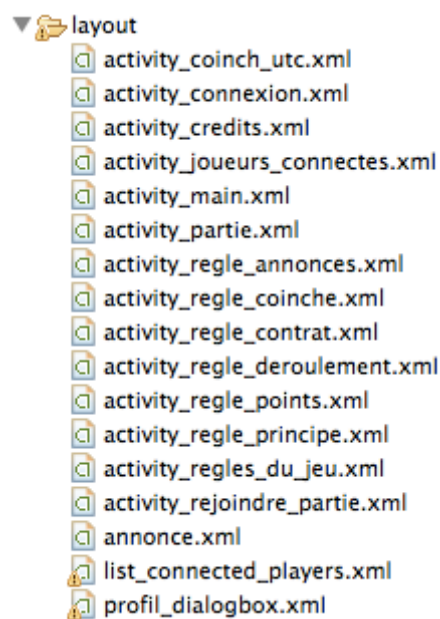 layout
activity_coinch_utc.xml
activity_connexion.xml
activity_credits.xml
activity_joueurs_connectes.xml
activity_main.xml
activity_partie.xml
activity_regle_annonces.xml
activity_regle_coinche.xml
activity_regle_contrat.xml
activity_regle_deroulement.xml
activity_regle_points.xml
activity_regle_principe.xml
activity_regles_du_jeu.xml
activity_rejoindre_partie.xml
annonce.xml
list_connected_players.xml
profil_dialogbox.xml